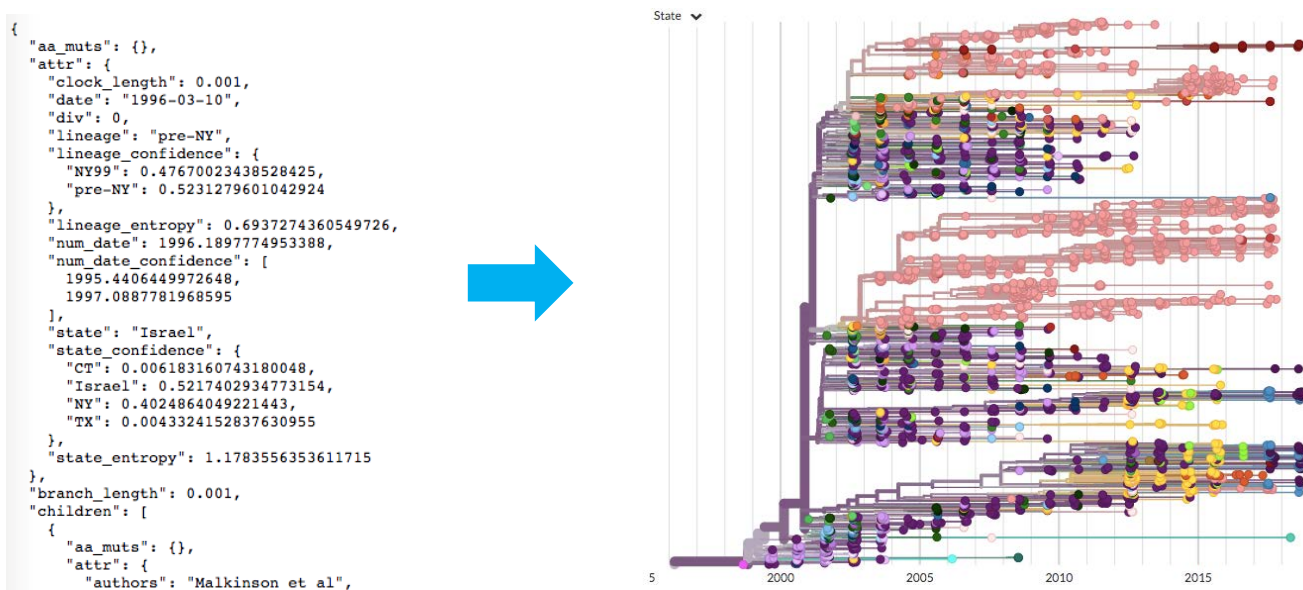 {
"aa_muts": {},
"attr": {
"clock_length": 0.001,
"date": "1996-03-10",
"div": 0,
"lineage": "pre-NY",
"lineage_confidence": {
"NY99": 0.47670023438528425,
"pre-NY": 0.5231279601042924
},
"lineage_entropy": 0.6937274360549726,
"num_date": 1996.1897774953388,
"num_date_confidence": [
1995.4406449972648,
1997.0887781968595
],
"state": "Israel",
"state_confidence": {
"CT": 0.006183160743180048,
"Israel": 0.5217402934773154,
"NY": 0.4024864049221443,
"TX": 0.0043324152837630955
},
"state_entropy": 1.1783556353611715
},
"branch_length": 0.001,
"children": [
{
"aa_muts": {},
"attr": {
"authors": "Malkinson et al",
State
5 2000 2005 2010 2015